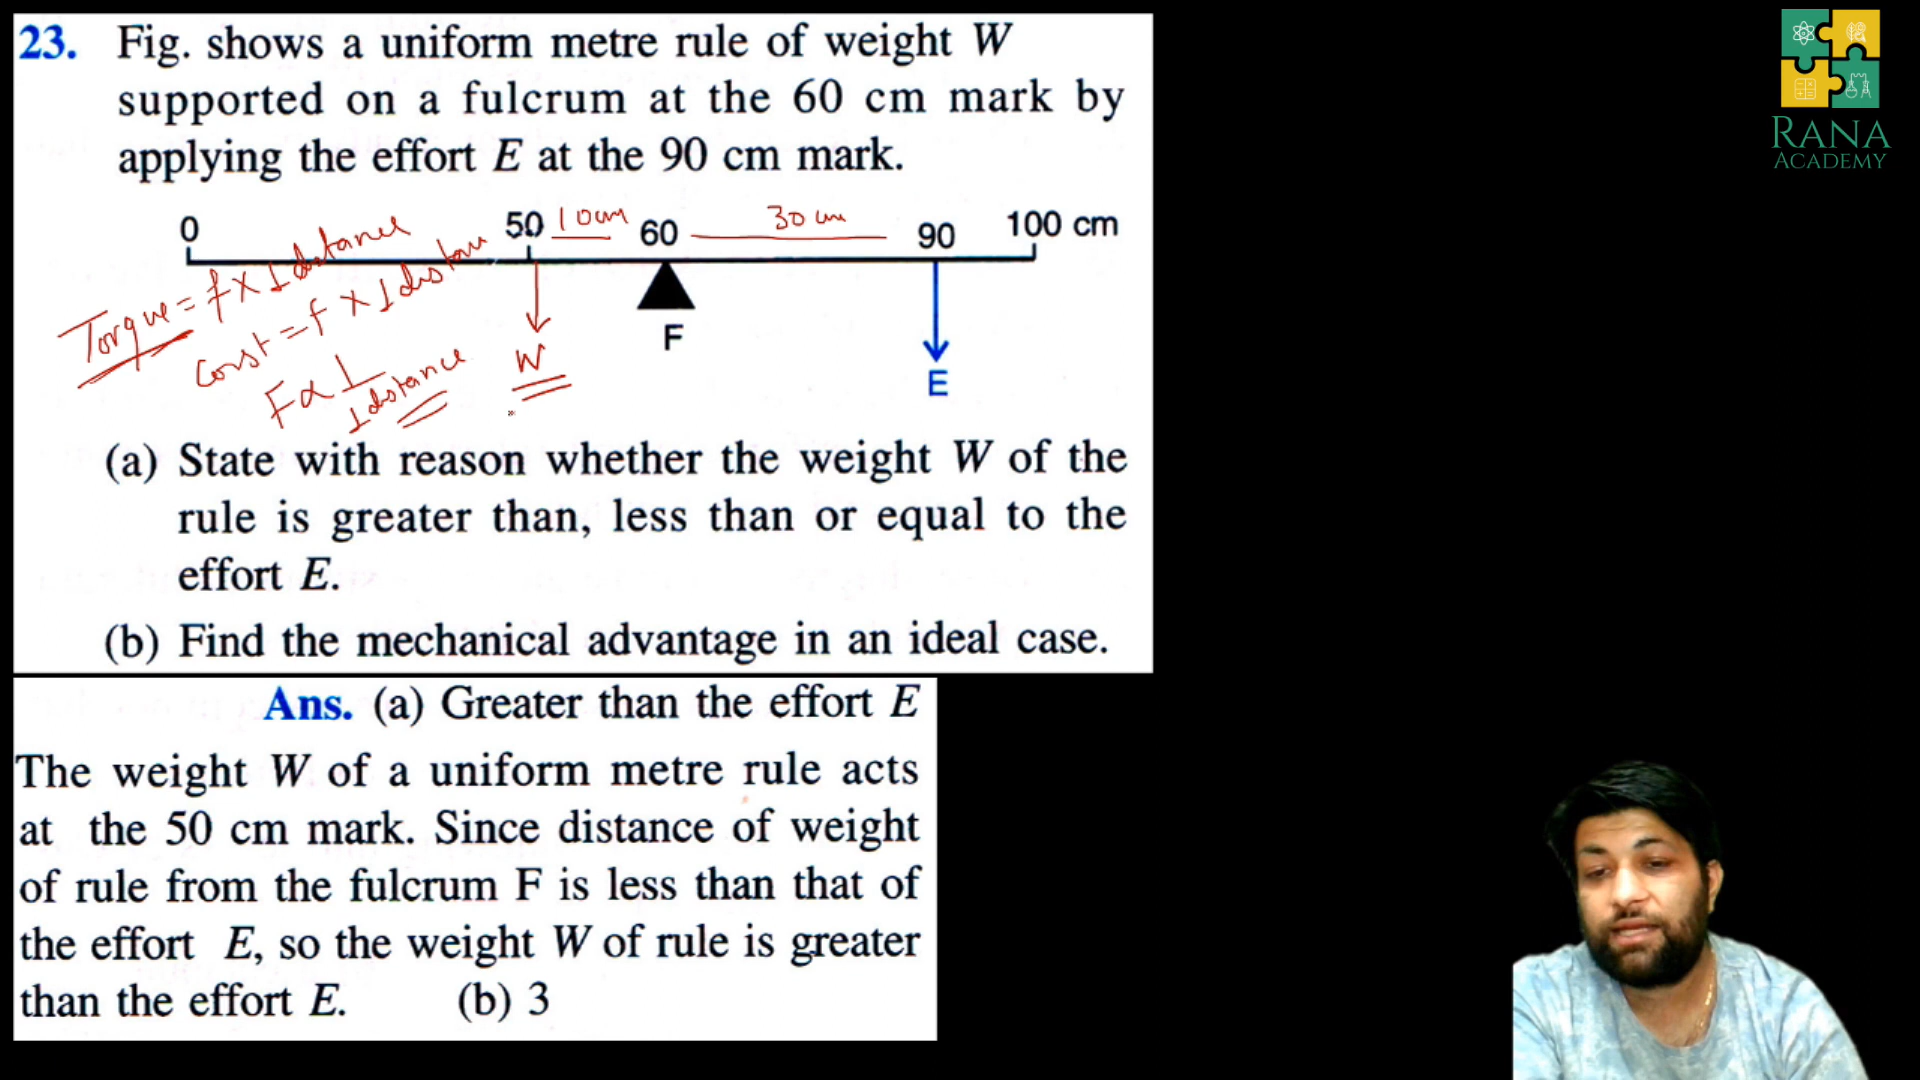 23. Fig. shows a uniform metre rule of weight W
supported on a fulcrum at the 60 cm mark by
applying the effort E at the 90 cm mark.
0 50 10cm 60 30 cm 90 100 cm
Torque = f × ⊥ distance
Const = f × ⊥ distan
F ∝ 1
⊥ distance
W
F
E
(a) State with reason whether the weight W of the
rule is greater than, less than or equal to the
effort E.
(b) Find the mechanical advantage in an ideal case.
Ans. (a) Greater than the effort E
The weight W of a uniform metre rule acts
at the 50 cm mark. Since distance of weight
of rule from the fulcrum F is less than that of
the effort E, so the weight W of rule is greater
than the effort E. (b) 3
RANA
ACADEMY